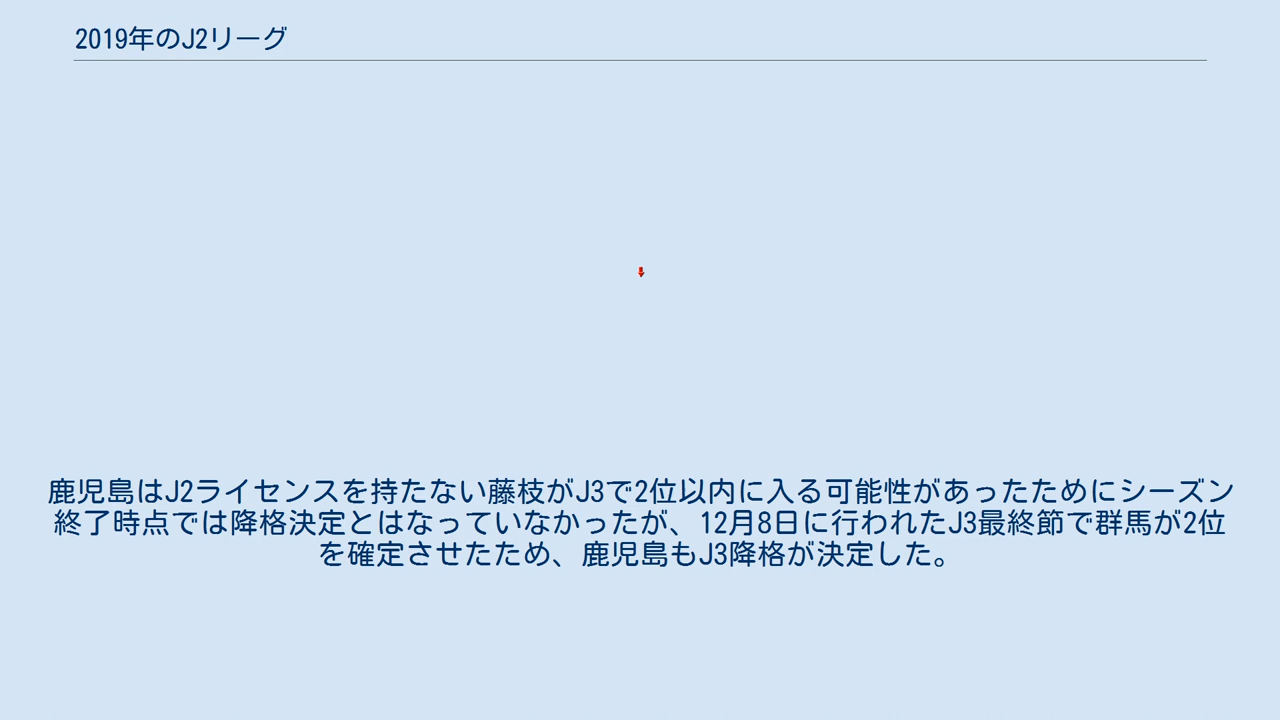 2019年のJ2リーグ
鹿児島はJ2ライセンスを持たない藤枝がJ3で2位以内に入る可能性があったためにシーズン
終了時点では降格決定とはなっていなかったが、12月8日に行われたJ3最終節で群馬が2位
を確定させたため、鹿児島もJ3降格が決定した。